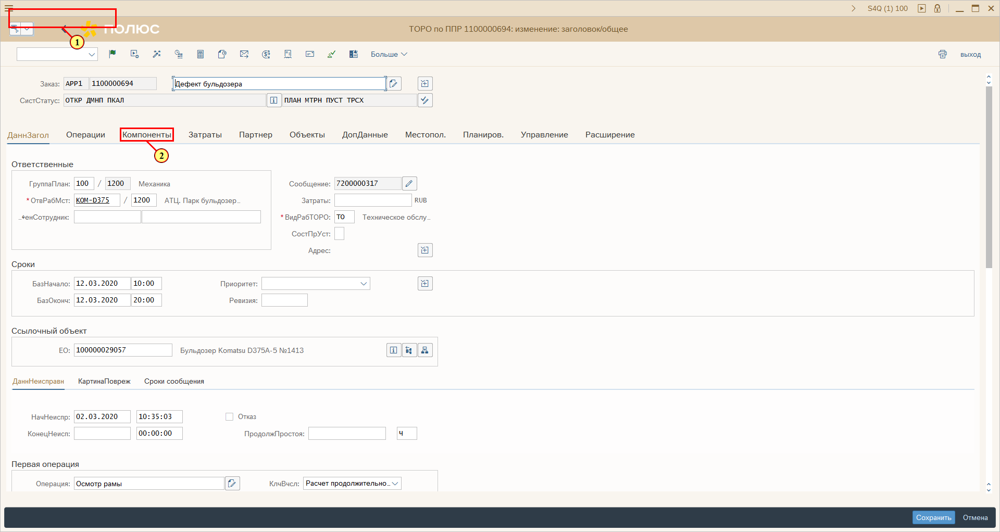 S4Q (1) 100
ПОЛЮС
ТОРО по ППР 1100000694: изменение: заголовок/общее
1
Больше
выход
Заказ: APP1 1100000694 Дефект бульдозера
СистСтатус: ОТКР ДМНП ПКАЛ ПЛАН МТРН ПУСТ ТРСХ
ДаннЗагол Операции Компоненты Затраты Партнер Объекты ДопДанные Местопол. Планиров. Управление Расширение
2
Ответственные
ГруппаПлан: 100 / 1200 Механика
Сообщение: 7200000317
* ОтвРабМст: KOM-D375 / 1200 АТЦ. Парк бульдозер...
Затраты: RUB
...енСотрудник:
* ВидРабТОРО: ТО Техническое обслу...
СостПрУст:
Адрес:
Сроки
БазНачало: 12.03.2020 10:00 Приоритет:
БазОконч: 12.03.2020 20:00 Ревизия:
Ссылочный объект
ЕО: 100000029057 Бульдозер Komatsu D375A-5 №1413
ДаннНеисправн КартинаПовреж Сроки сообщения
НачНеиспр: 02.03.2020 10:35:03 Отказ
КонецНеисп: 00:00:00 ПродолжПростоя: Ч
Первая операция
Операция: Осмотр рамы КлчВчсл: Расчет продолжительно...
Сохранить Отмена